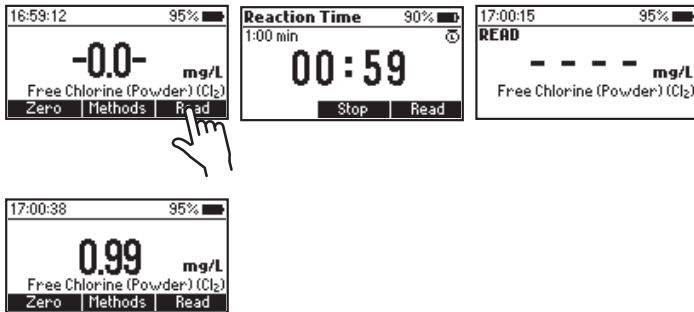 16:59:12 95%
-0.0- mg/L
Free Chlorine (Powder) (Cl₂)
Zero Methods Read
Reaction Time 90%
1:00 min
00:59
Stop Read
17:00:15 95%
READ
- - - - mg/L
Free Chlorine (Powder) (Cl₂)
17:00:38 95%
0.99 mg/L
Free Chlorine (Powder) (Cl₂)
Zero Methods Read